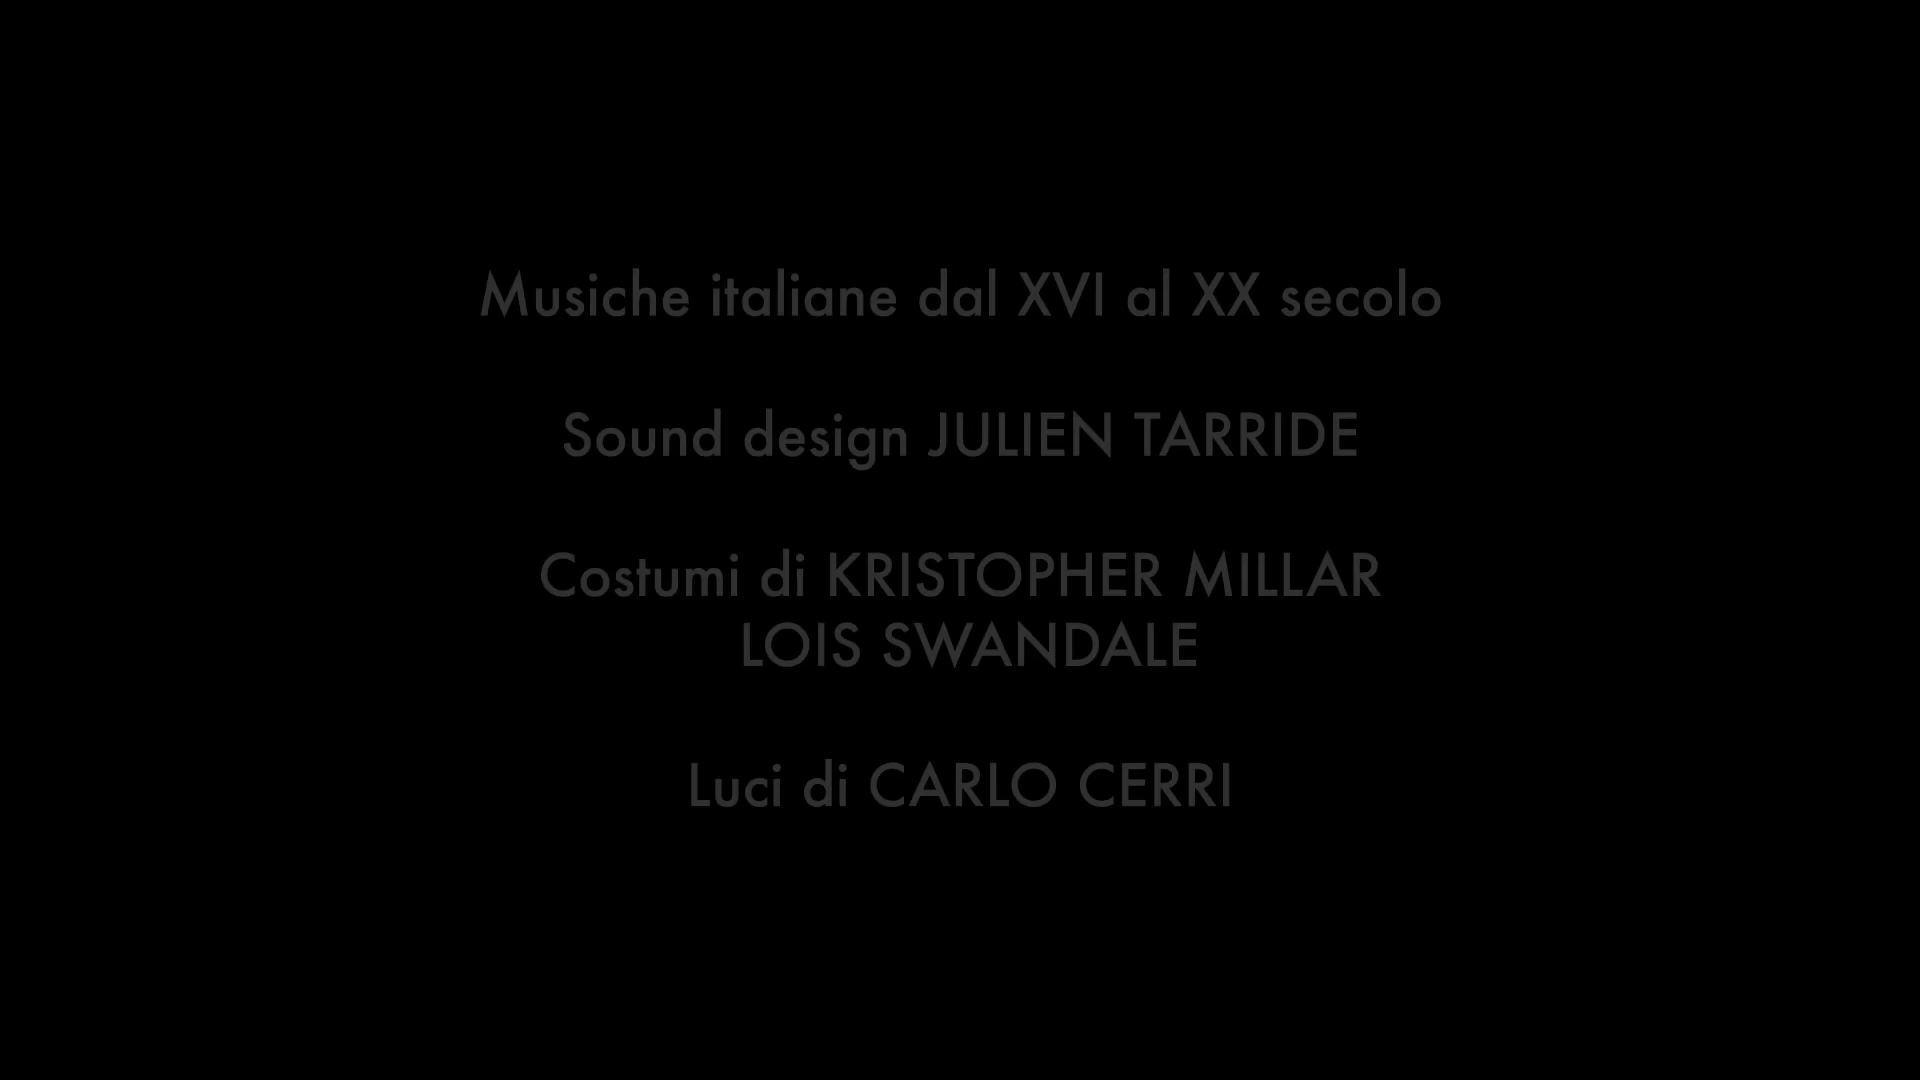 Musiche italiane dal XVI al XX secolo
Sound design JULIEN TARRIDE
Costumi di KRISTOPHER MILLAR
LOIS SWANDALE
Luci di CARLO CERRI